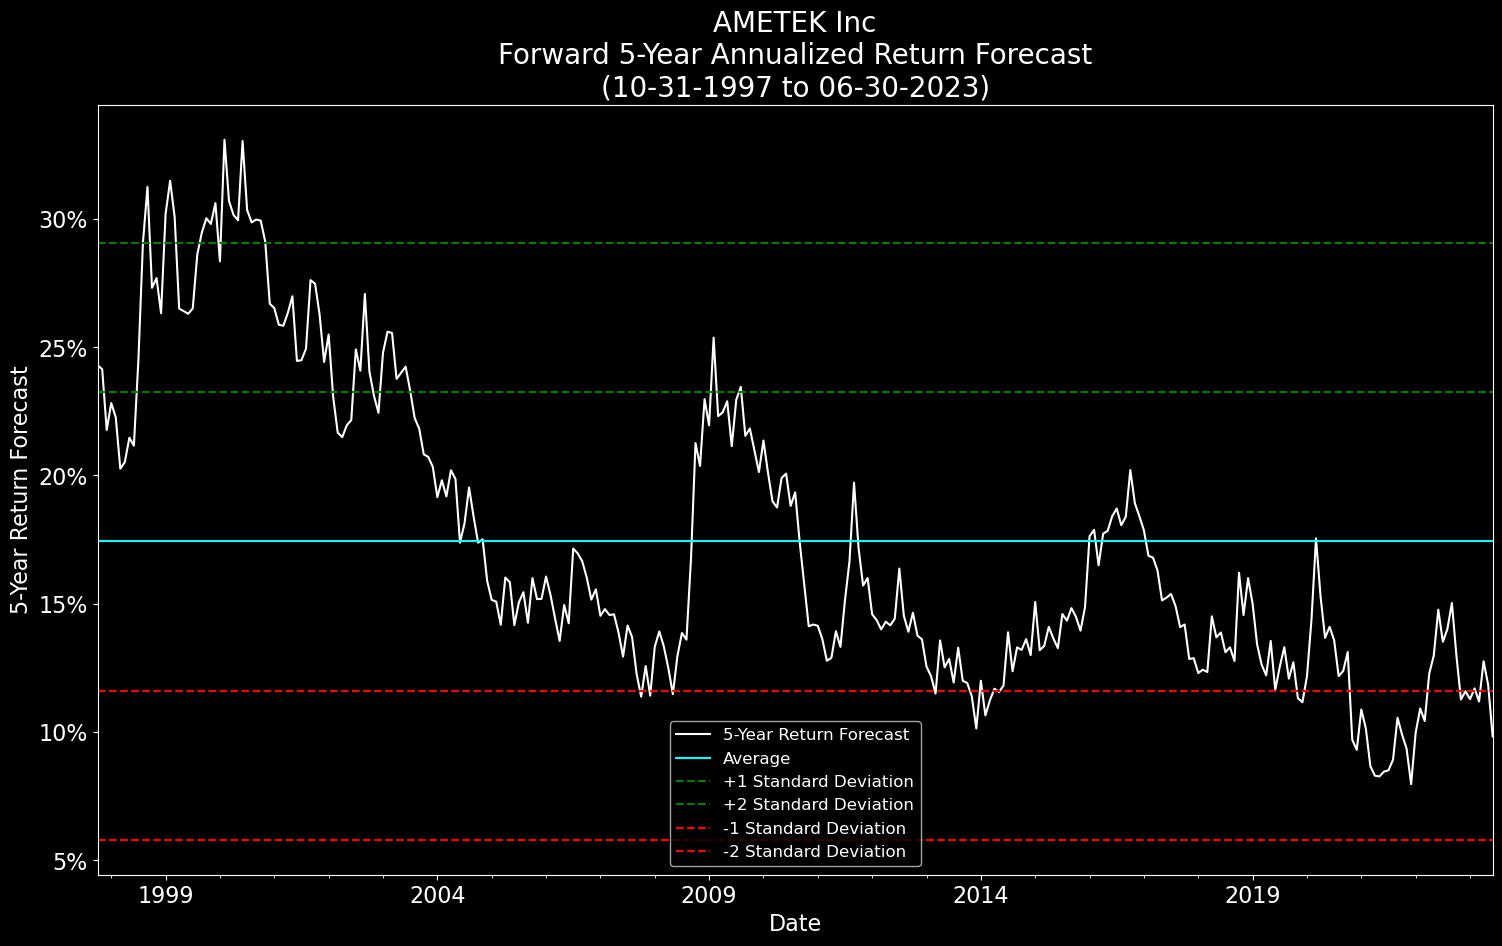 AMETEK Inc
Forward 5-Year Annualized Return Forecast
(10-31-1997 to 06-30-2023)
5-Year Return Forecast
30%
25%
20%
15%
10%
5%
5-Year Return Forecast
Average
+1 Standard Deviation
+2 Standard Deviation
-1 Standard Deviation
-2 Standard Deviation
1999 2004 2009 2014 2019
Date